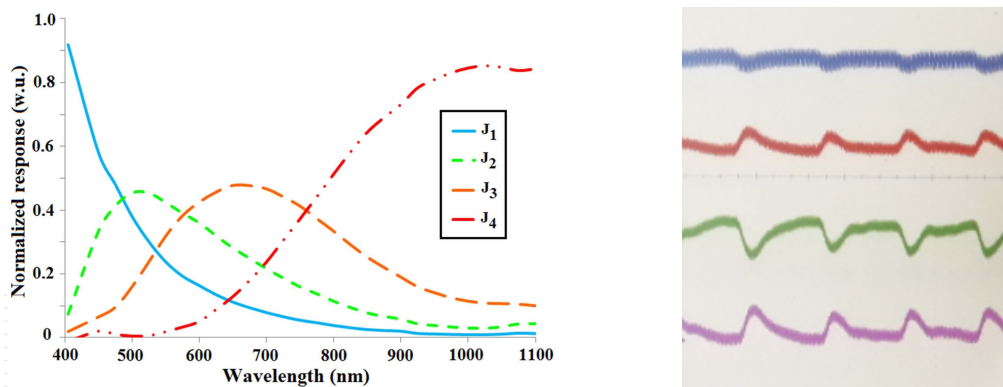 Normalized response (w.u.)
1.0
0.8
0.6
0.4
0.2
0
J1
J2
J3
J4
400 500 600 700 800 900 1000 1100
Wavelength (nm)